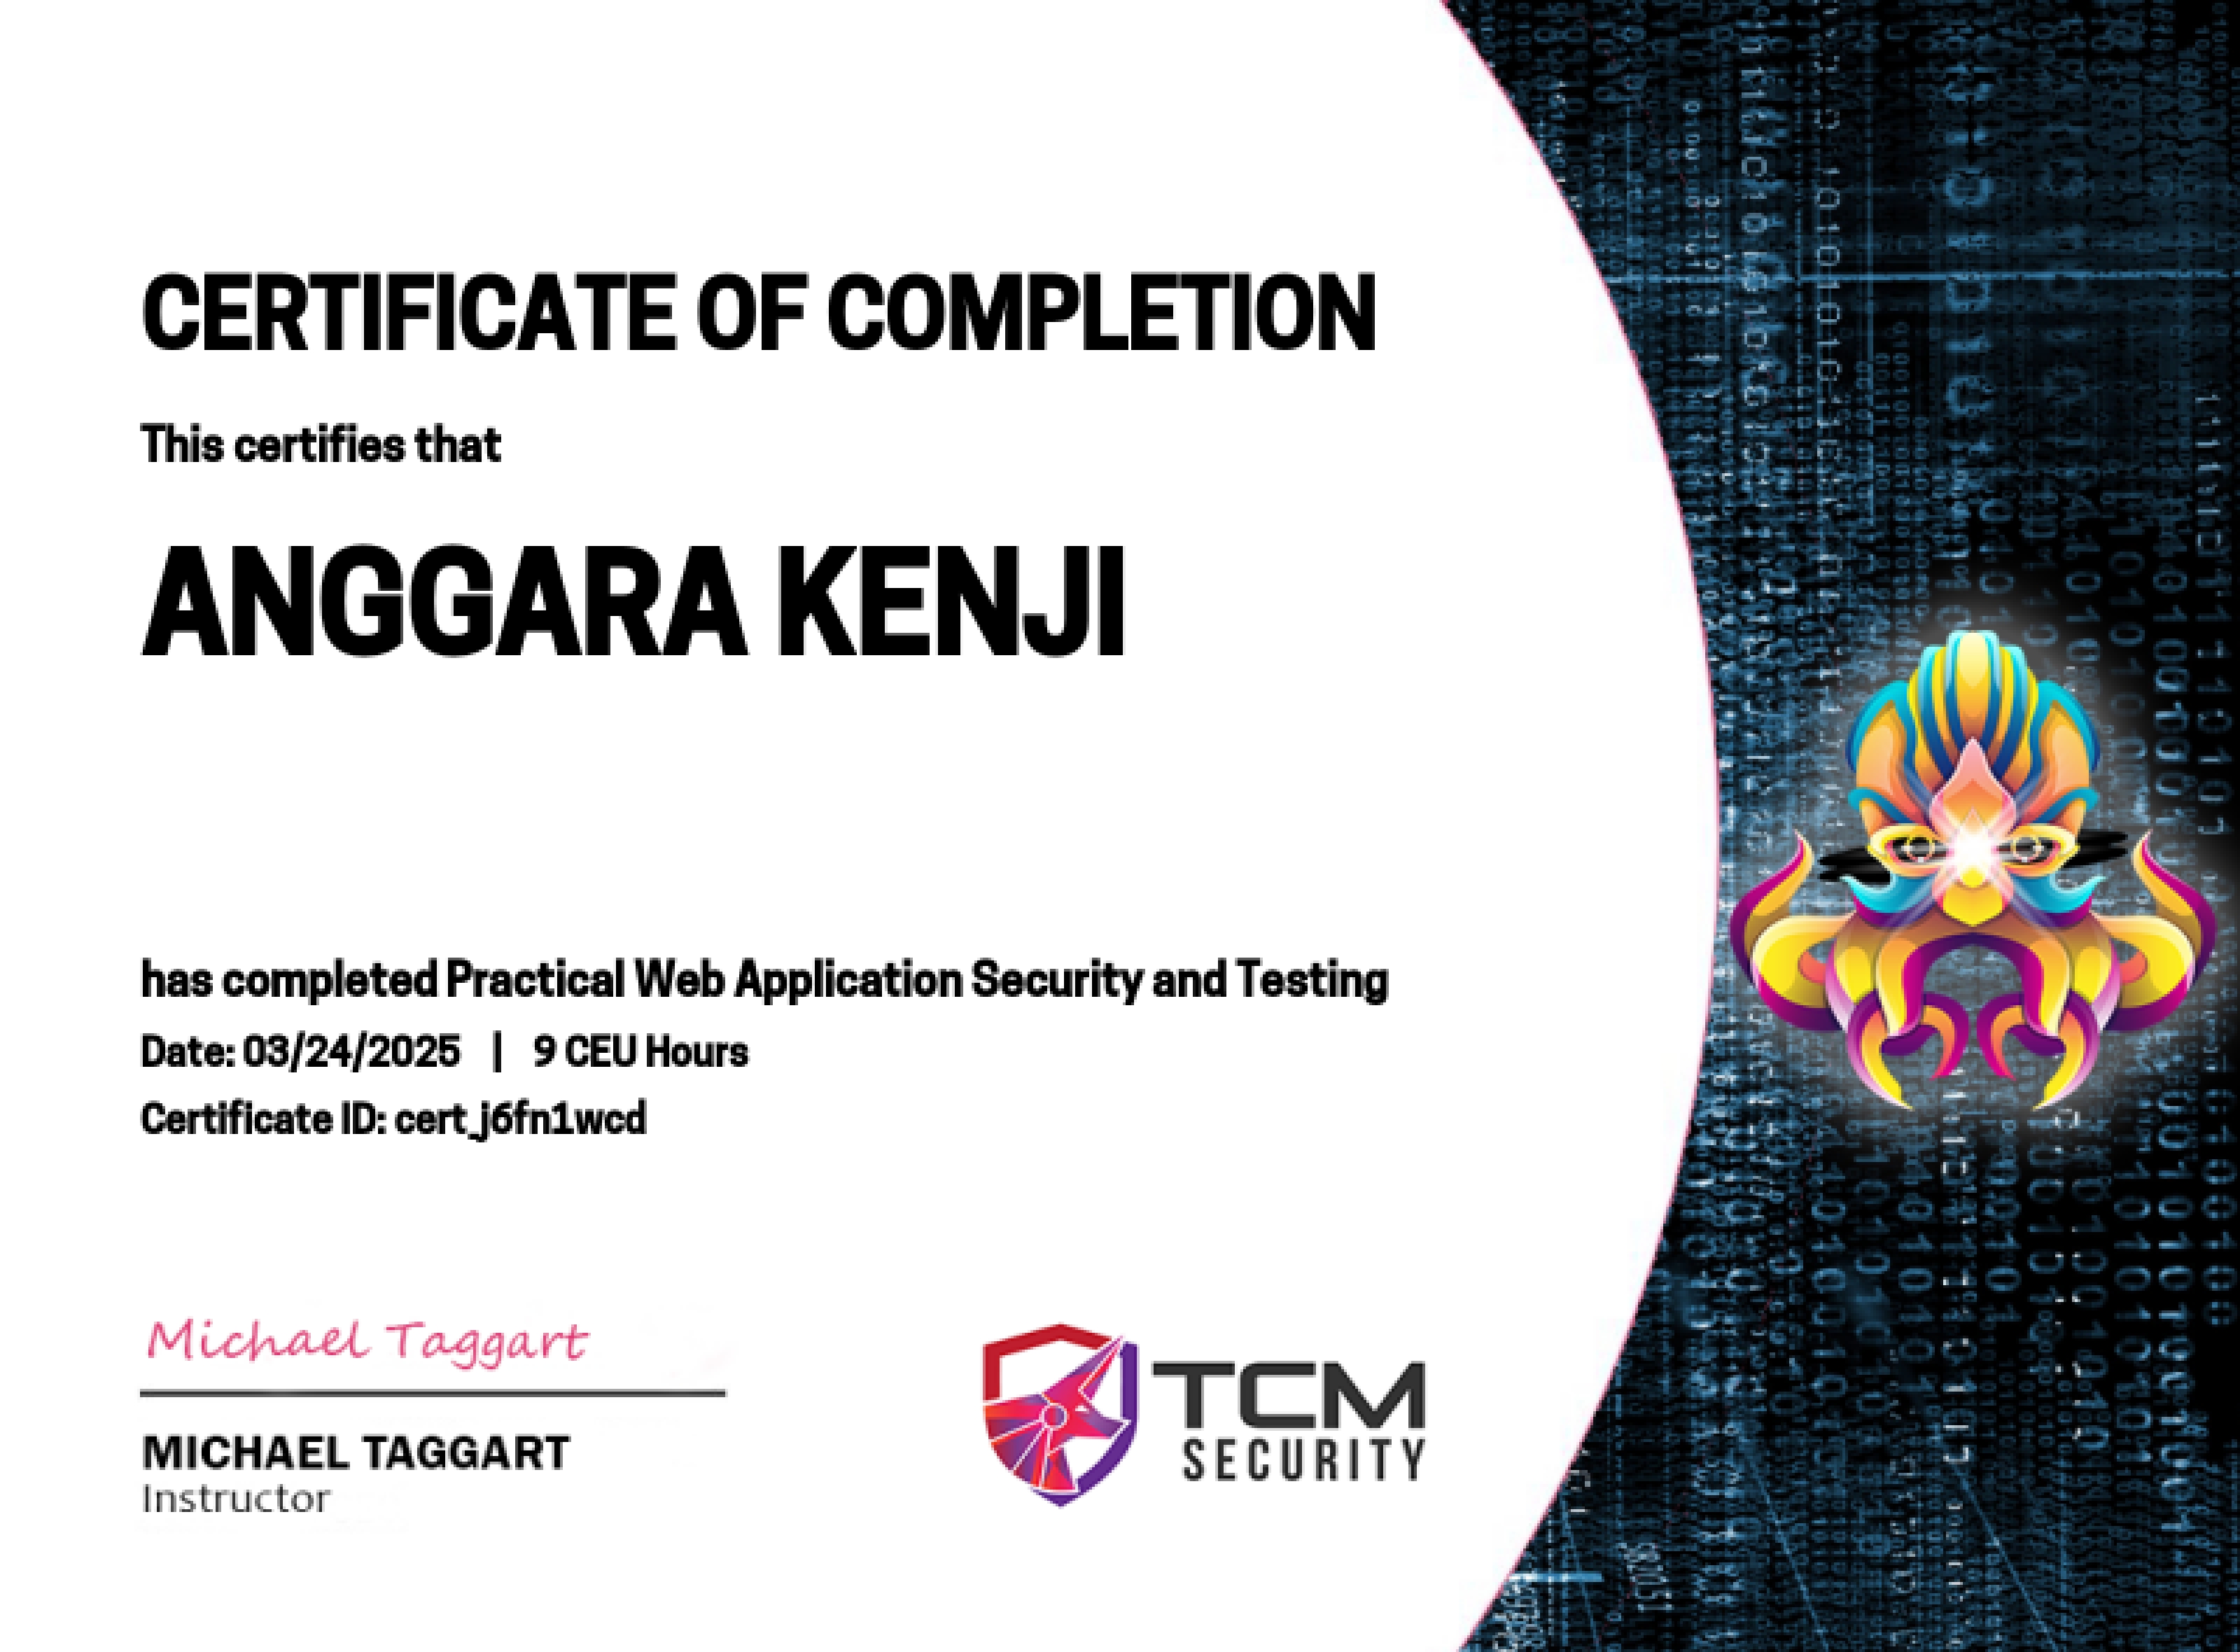 CERTIFICATE OF COMPLETION
This certifies that
ANGGARA KENJI
has completed Practical Web Application Security and Testing
Date: 03/24/2025 | 9 CEU Hours
Certificate ID: cert_j6fn1wcd
Michael Taggart
MICHAEL TAGGART
Instructor
TCM
SECURITY